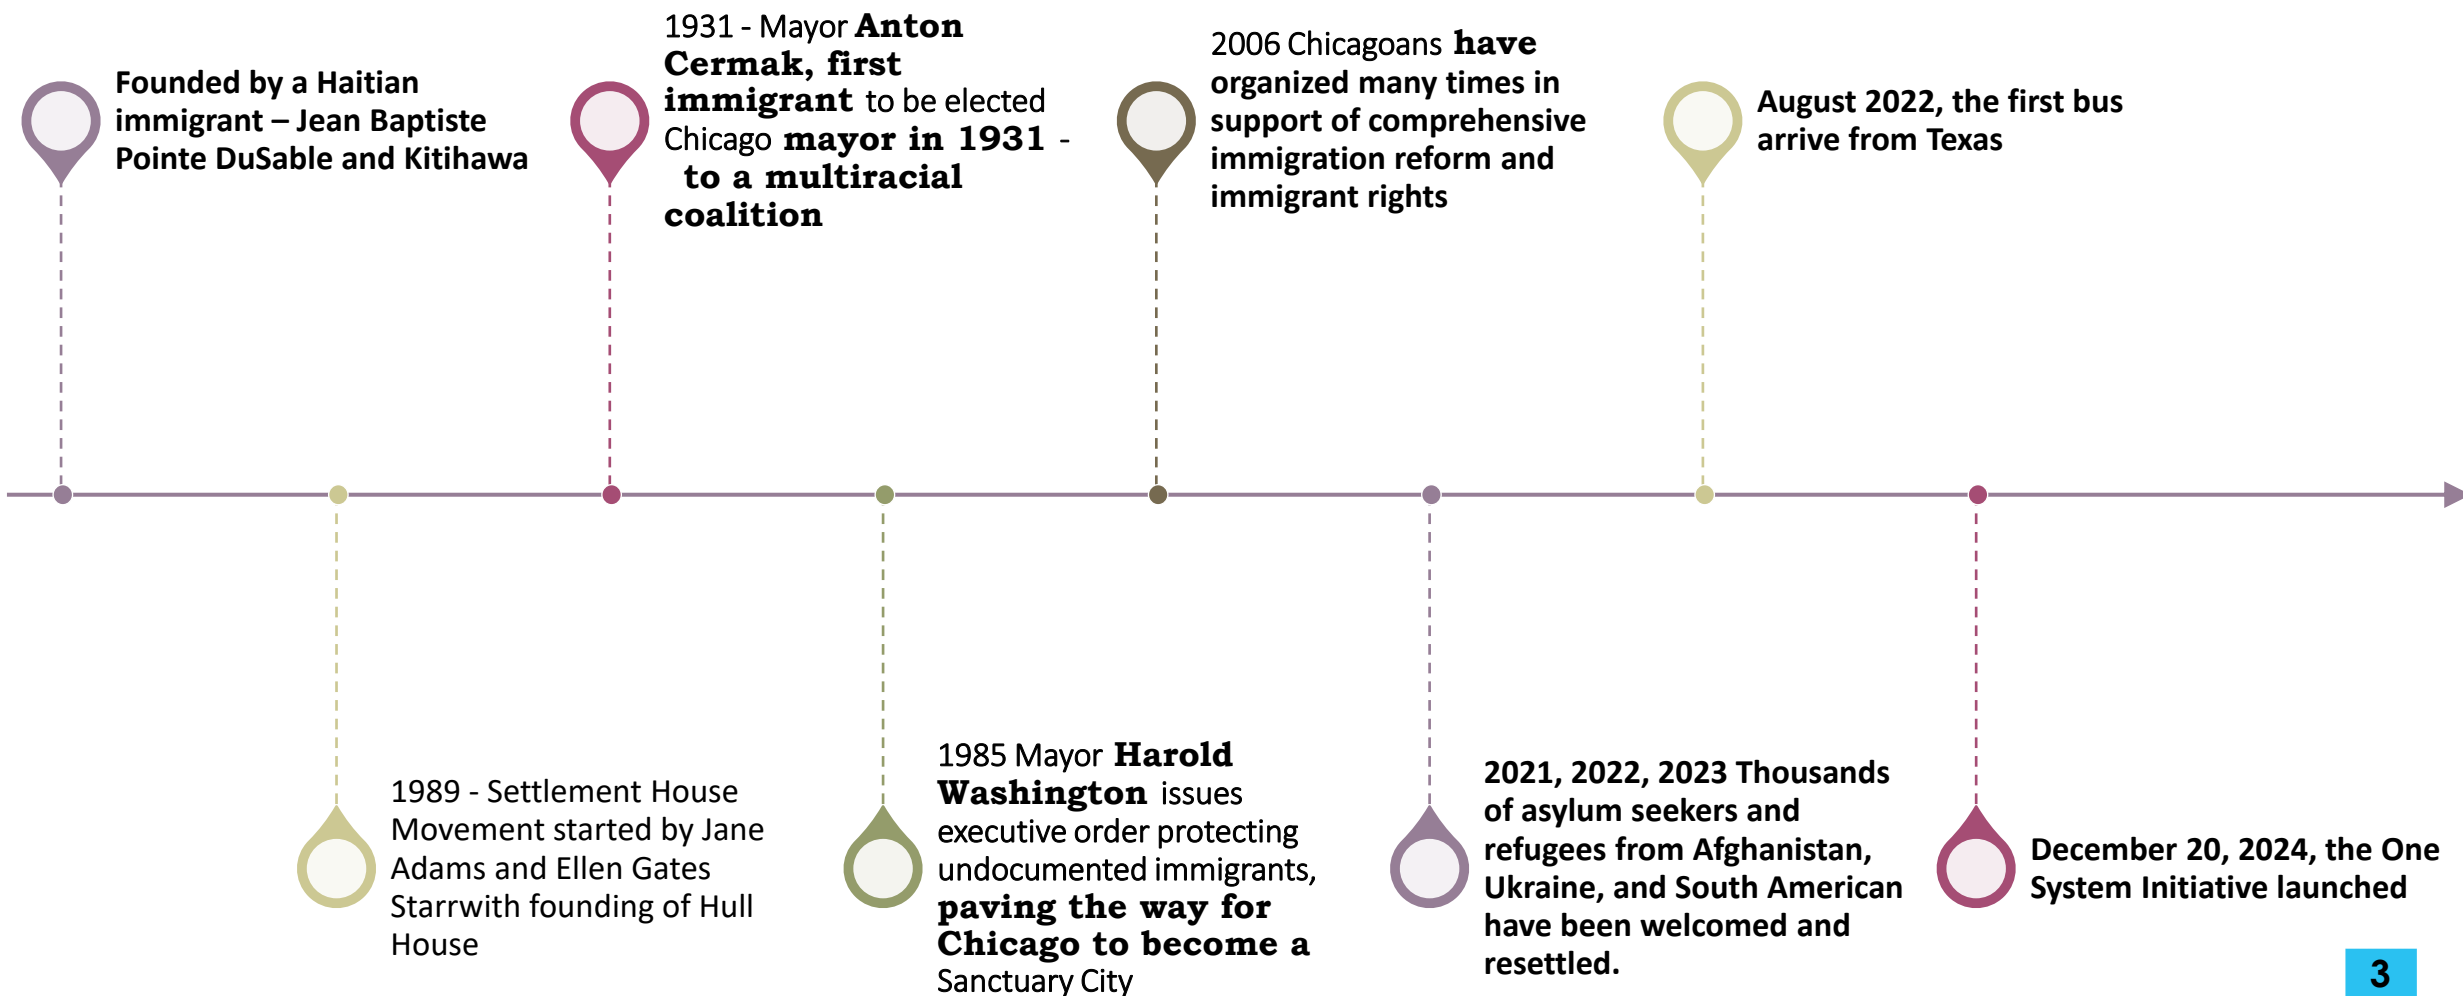 Founded by a Haitian
immigrant – Jean Baptiste
Pointe DuSable and Kitihawa
1989 - Settlement House
Movement started by Jane
Adams and Ellen Gates
Starrwith founding of Hull
House
1931 - Mayor Anton
Cermak, first
immigrant to be elected
Chicago mayor in 1931 -
to a multiracial
coalition
1985 Mayor Harold
Washington issues
executive order protecting
undocumented immigrants,
paving the way for
Chicago to become a
Sanctuary City
2006 Chicagoans have
organized many times in
support of comprehensive
immigration reform and
immigrant rights
2021, 2022, 2023 Thousands
of asylum seekers and
refugees from Afghanistan,
Ukraine, and South American
have been welcomed and
resettled.
August 2022, the first bus
arrive from Texas
December 20, 2024, the One
System Initiative launched
3